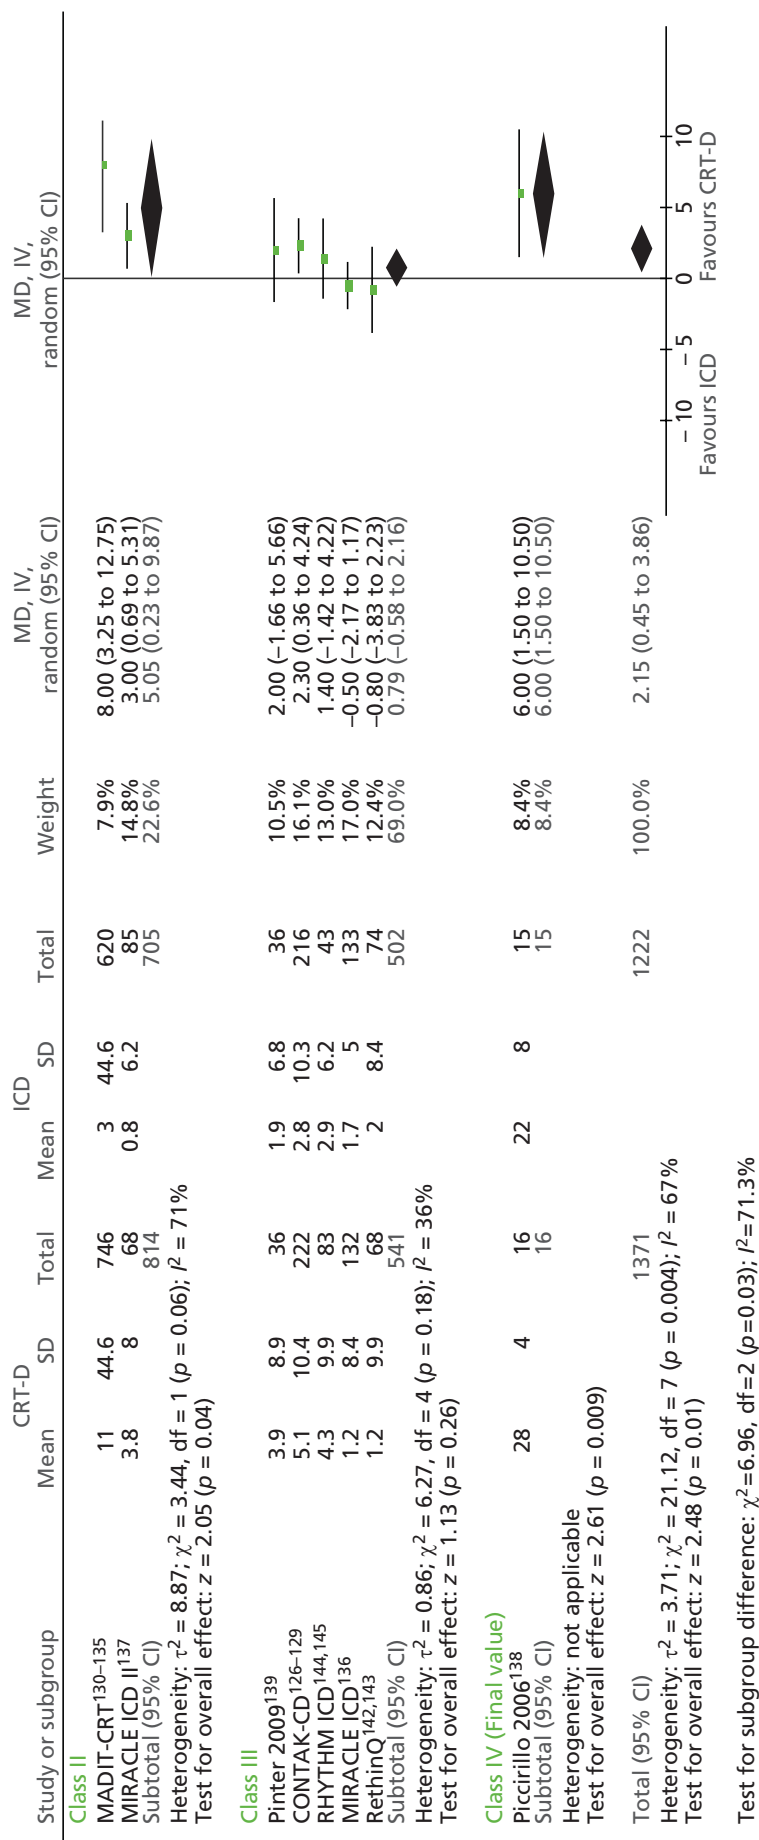 CRT-D ICD MD, IV, MD, IV,
Study or subgroup Mean SD Total Mean SD Total Weight random (95% CI) random (95% CI)
Class II
MADIT-CRT130–135 11 44.6 746 3 44.6 620 7.9% 8.00 (3.25 to 12.75)
MIRACLE ICD II137 3.8 8 68 0.8 6.2 85 14.8% 3.00 (0.69 to 5.31)
Subtotal (95% CI) 814 705 22.6% 5.05 (0.23 to 9.87)
Heterogeneity: τ2 = 8.87; χ2 = 3.44, df = 1 (p = 0.06); I2 = 71%
Test for overall effect: z = 2.05 (p = 0.04)
Class III
Pinter 2009139 3.9 8.9 36 1.9 6.8 36 10.5% 2.00 (−1.66 to 5.66)
CONTAK-CD126–129 5.1 10.4 222 2.8 10.3 216 16.1% 2.30 (0.36 to 4.24)
RHYTHM ICD144,145 4.3 9.9 83 2.9 6.2 43 13.0% 1.40 (−1.42 to 4.22)
MIRACLE ICD136 1.2 8.4 132 1.7 5 133 17.0% −0.50 (−2.17 to 1.17)
RethinQ142,143 1.2 9.9 68 2 8.4 74 12.4% −0.80 (−3.83 to 2.23)
Subtotal (95% CI) 541 502 69.0% 0.79 (−0.58 to 2.16)
Heterogeneity: τ2 = 0.86; χ2 = 6.27, df = 4 (p = 0.18); I2 = 36%
Test for overall effect: z = 1.13 (p = 0.26)
Class IV (Final value)
Piccirillo 2006138 28 4 16 22 8 15 8.4% 6.00 (1.50 to 10.50)
Subtotal (95% CI) 16 15 8.4% 6.00 (1.50 to 10.50)
Heterogeneity: not applicable
Test for overall effect: z = 2.61 (p = 0.009)
Total (95% CI) 1371 1222 100.0% 2.15 (0.45 to 3.86)
Heterogeneity: τ2 = 3.71; χ2 = 21.12, df = 7 (p = 0.004); I2 = 67%
Test for overall effect: z = 2.48 (p = 0.01)
− 10 − 5 0 5 10
Favours ICD Favours CRT-D
Test for subgroup difference: χ2=6.96, df=2 (p=0.03); I2=71.3%